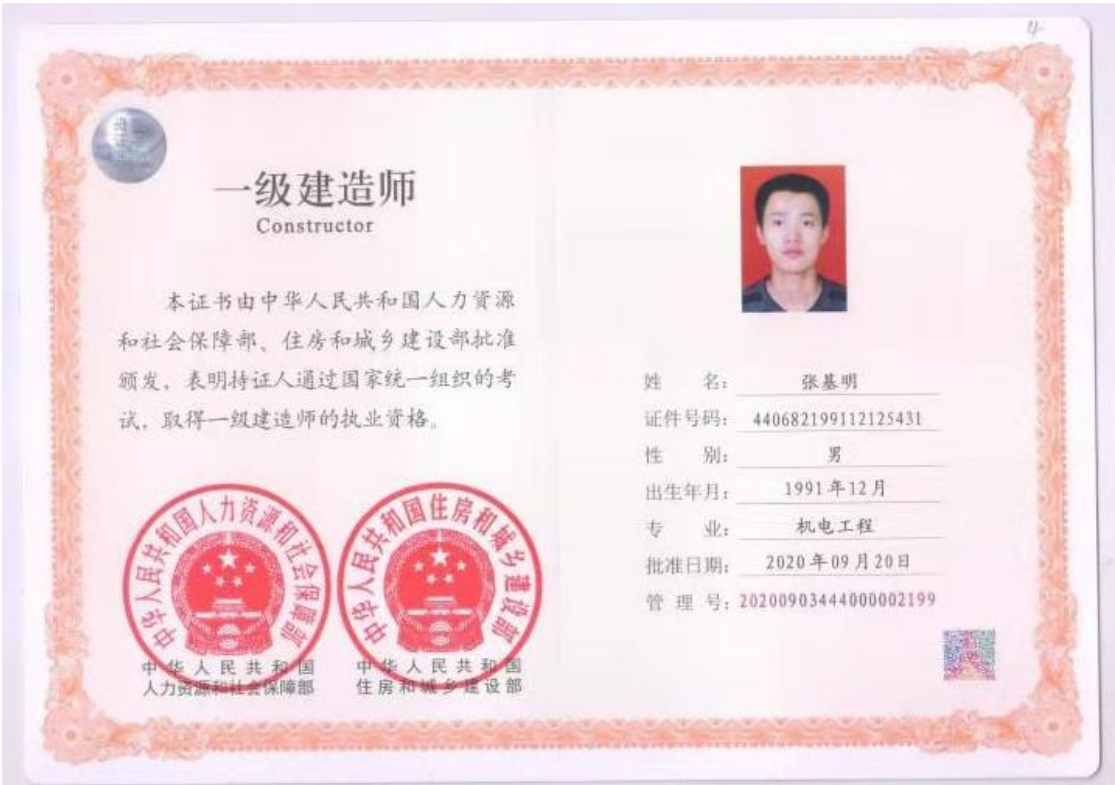 4
一级建造师
Constructor
本证书由中华人民共和国人力资源
和社会保障部、住房和城乡建设部批准
颁发，表明持证人通过国家统一组织的考
试，取得一级建造师的执业资格。
中华人民共和国人力资源和社会保障部
中华人民共和国住房和城乡建设部
中华人民共和国
人力资源和社会保障部
中华人民共和国
住房和城乡建设部
姓 名： 张基明
证件号码： 440682199112125431
性 别： 男
出生年月： 1991年12月
专 业： 机电工程
批准日期： 2020年09月20日
管 理 号： 20200903444000002199